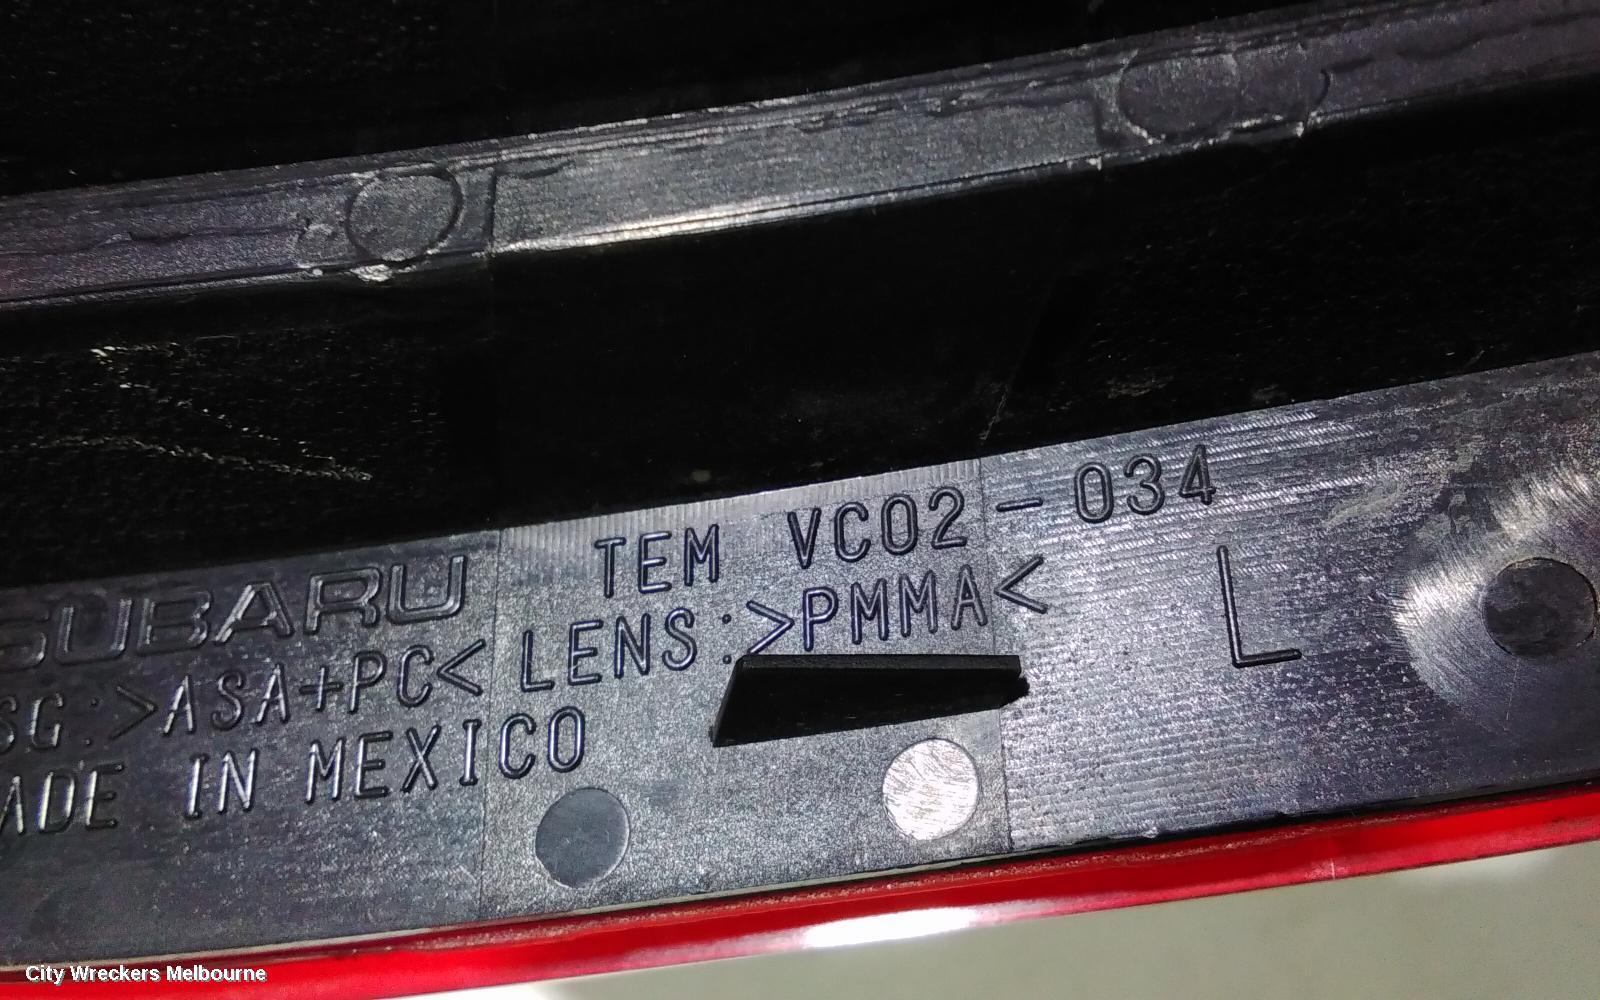 SUBARU TEM VC02-034
SG:>ASA+PC< LENS:>PMMA< L
ADE IN MEXICO
City Wreckers Melbourne